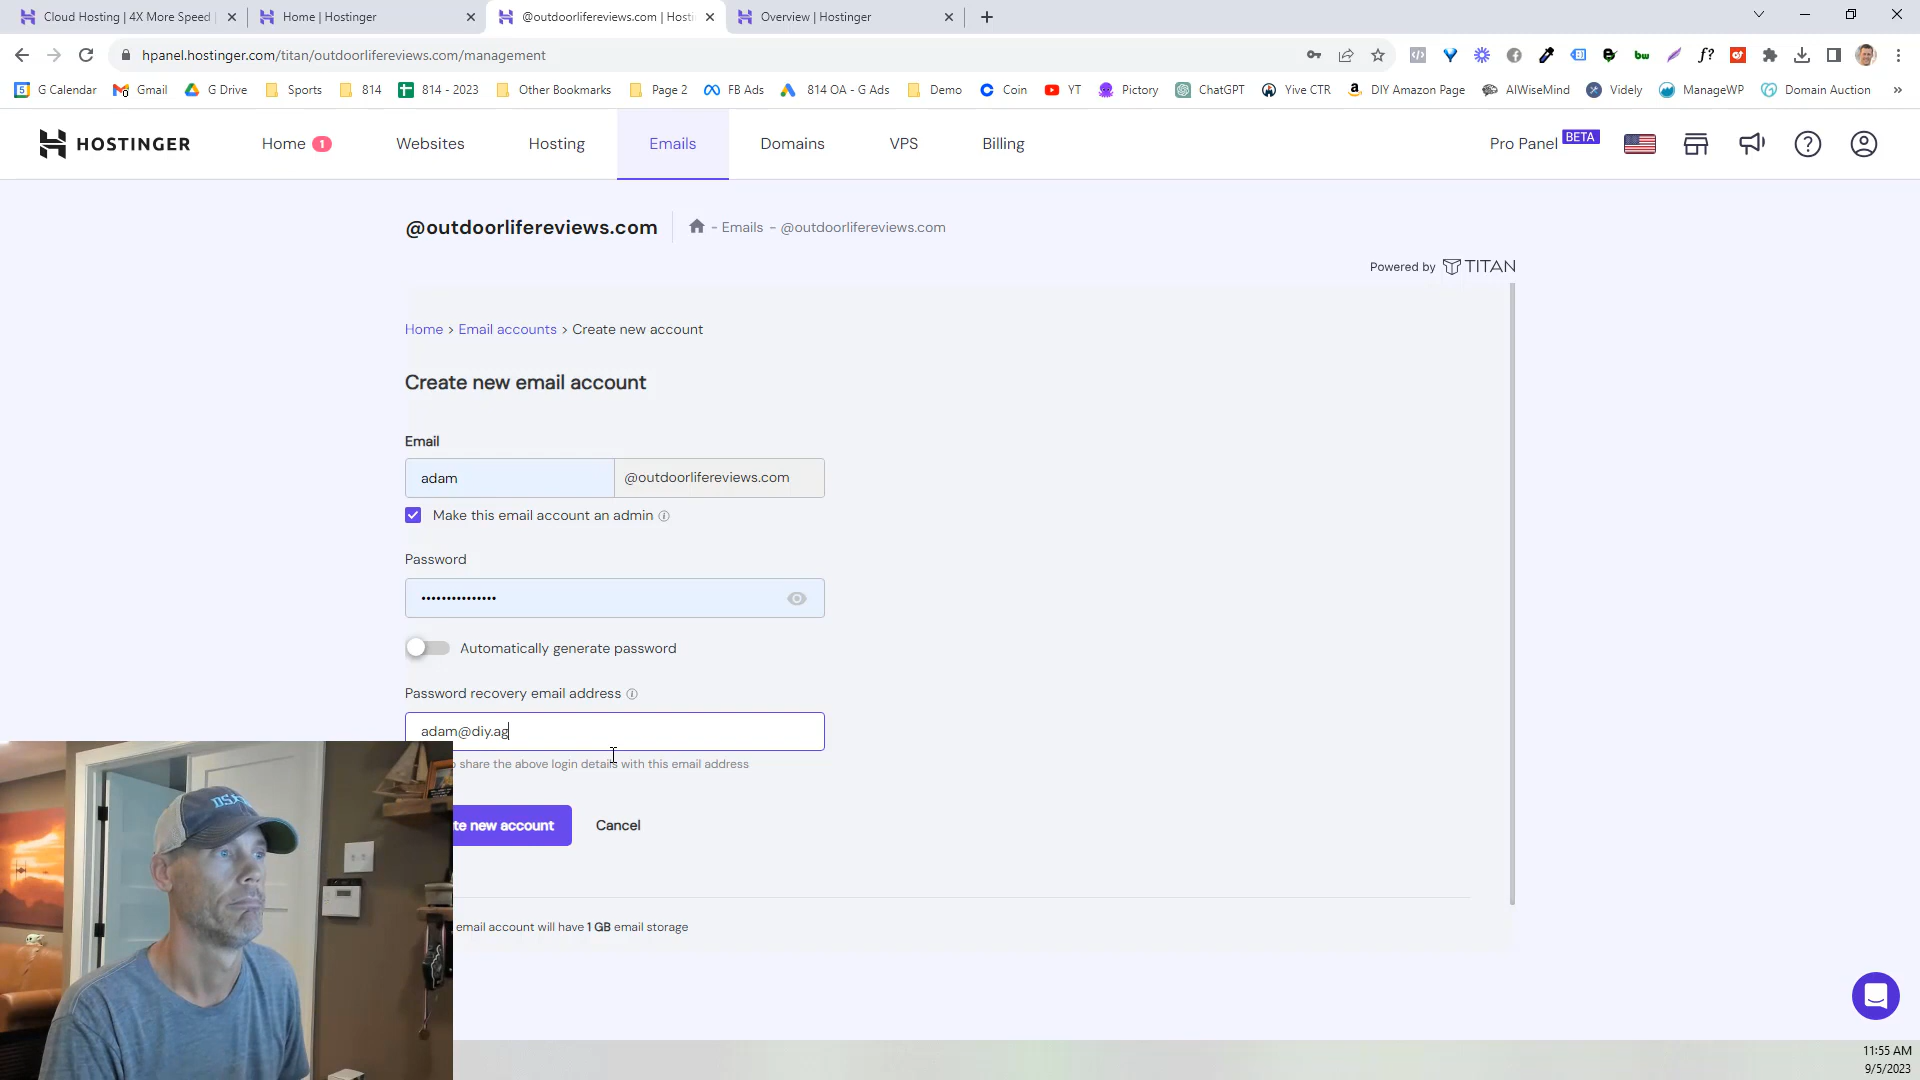 Cloud Hosting | 4X More Speed
Home | Hostinger
@outdoorlifereviews.com | Hosti
Overview | Hostinger
hpanel.hostinger.com/titan/outdoorlifereviews.com/management
G Calendar
Gmail
G Drive
Sports
814
814 - 2023
Other Bookmarks
Page 2
FB Ads
814 OA - G Ads
Demo
Coin
YT
Pictory
ChatGPT
Yive CTR
DIY Amazon Page
AIWiseMind
Videly
ManageWP
Domain Auction
»
HOSTINGER
Home 1
Websites
Hosting
Emails
Domains
VPS
Billing
Pro Panel BETA
@outdoorlifereviews.com
- Emails - @outdoorlifereviews.com
Powered by TITAN
Home > Email accounts > Create new account
Create new email account
Email
adam @outdoorlifereviews.com
Make this email account an admin
Password
•••••••••••••••
Automatically generate password
Password recovery email address
adam@diy.ag
share the above login details with this email address
te new account
Cancel
email account will have 1 GB email storage
11:55 AM
9/5/2023